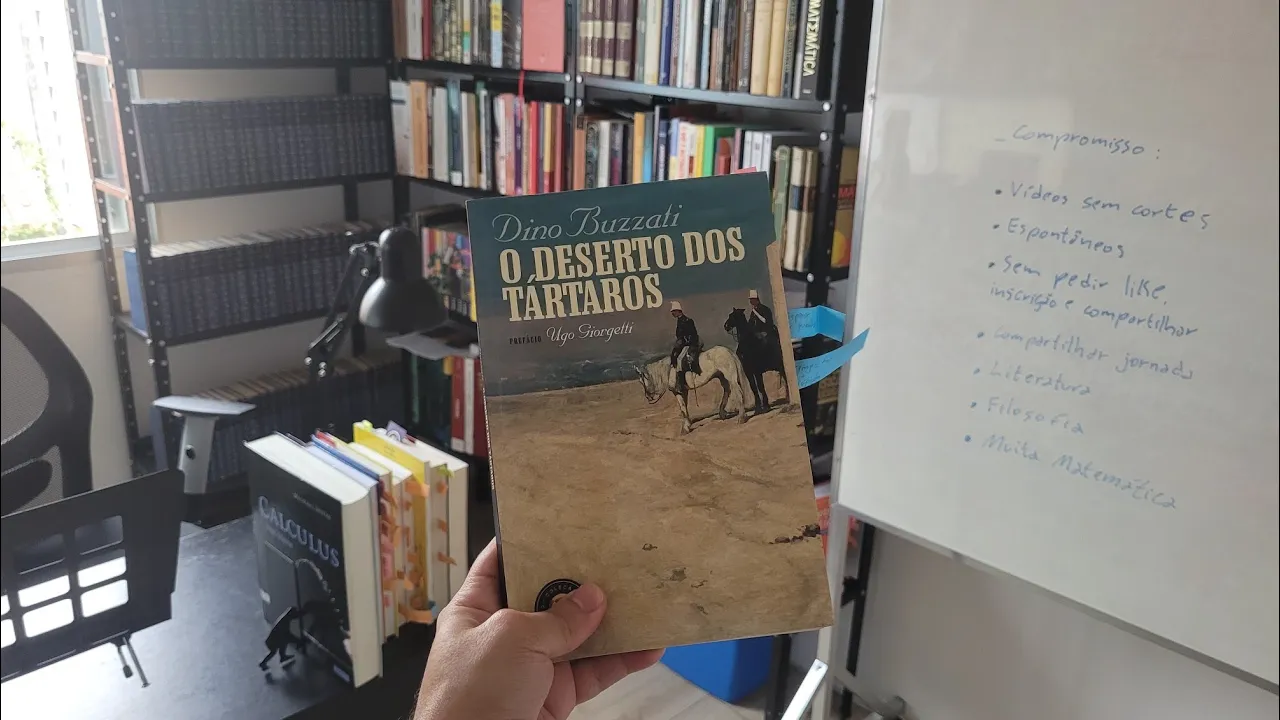 Dino Buzzati
O DESERTO DOS
TÁRTAROS
PREFÁCIO Ugo Giorgetti
CALCULUS
MATEMÁTICA
- Compromisso:
• Vídeos sem cortes
• Espontâneos
• Sem pedir like,
inscrição e compartilhar
• Compartilhar jornada
• Literatura
• Filosofia
• Muita Matemática